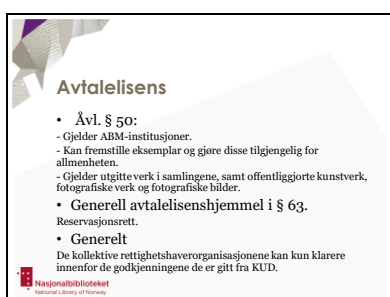 Avtalelisens
• Åvl. § 50:
- Gjelder ABM-institusjoner.
- Kan fremstille eksemplar og gjøre disse tilgjengelig for
allmenheten.
- Gjelder utgitte verk i samlingene, samt offentliggjorte kunstverk,
fotografiske verk og fotografiske bilder.
• Generell avtalelisenshjemmel i § 63.
Reservasjonsrett.
• Generelt
De kollektive rettighetshaverorganisasjonene kan kun klarere
innenfor de godkjenningene de er gitt fra KUD.
Nasjonalbiblioteket
National Library of Norway